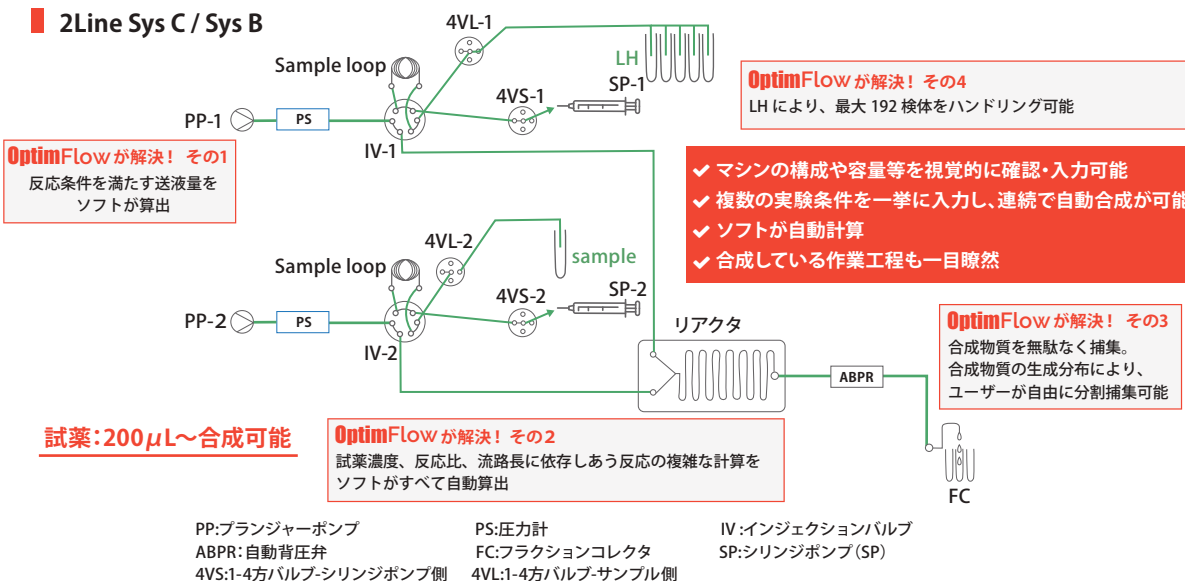 2Line Sys C / Sys B
4VL-1
Sample loop
LH
SP-1
4VS-1
PP-1
PS
IV-1
OptimFlowが解決！ その4
LH により、最大 192 検体をハンドリング可能
OptimFlowが解決！ その1
反応条件を満たす送液量を
ソフトが算出
✓ マシンの構成や容量等を視覚的に確認・入力可能
✓ 複数の実験条件を一挙に入力し、連続で自動合成が可能
✓ ソフトが自動計算
✓ 合成している作業工程も一目瞭然
4VL-2
Sample loop
sample
SP-2
4VS-2
PP-2
PS
IV-2
リアクタ
ABPR
OptimFlowが解決！ その3
合成物質を無駄なく捕集。
合成物質の生成分布により、
ユーザーが自由に分割捕集可能
FC
試薬：200μL～合成可能
OptimFlowが解決！ その2
試薬濃度、反応比、流路長に依存しあう反応の複雑な計算を
ソフトがすべて自動算出
PP:プランジャーポンプ PS:圧力計 IV :インジェクションバルブ
ABPR：自動背圧弁 FC:フラクションコレクタ SP:シリンジポンプ（SP）
4VS:1-4方バルブ-シリンジポンプ側 4VL:1-4方バルブ-サンプル側